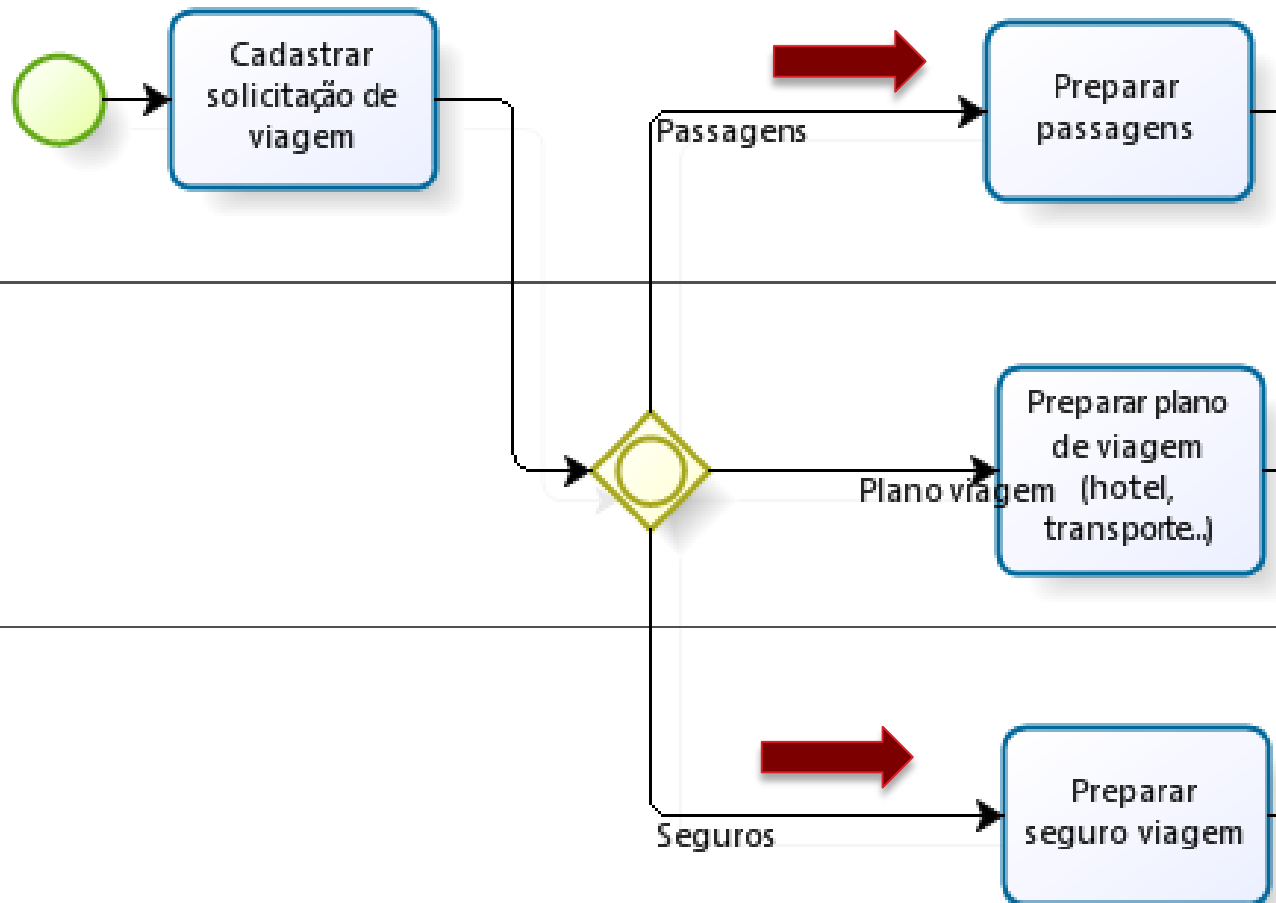 Cadastrar
solicitação de
viagem
Passagens
Preparar
passagens
Plano viagem
Preparar plano
de viagem
(hotel,
transporte..)
Seguros
Preparar
seguro viagem